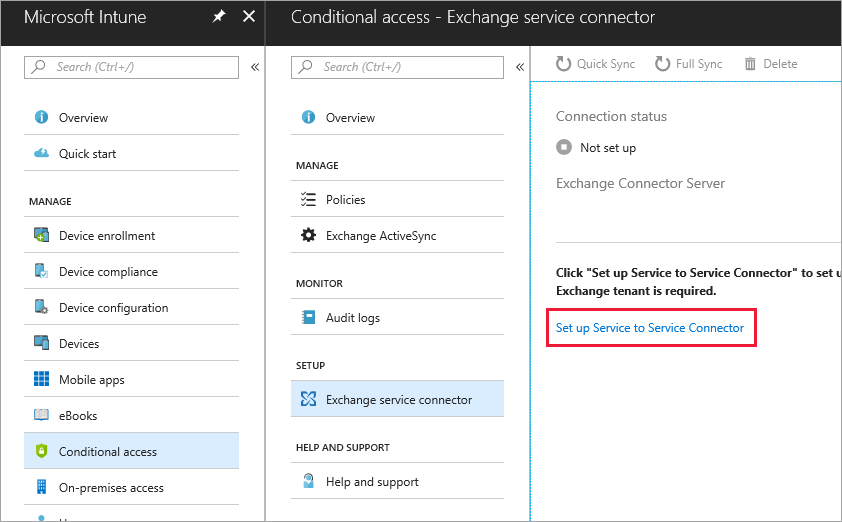 Microsoft Intune
Search (Ctrl+/)
Overview
Quick start
MANAGE
Device enrollment
Device compliance
Device configuration
Devices
Mobile apps
eBooks
Conditional access
On-premises access
Conditional access - Exchange service connector
Search (Ctrl+/)
Overview
MANAGE
Policies
Exchange ActiveSync
MONITOR
Audit logs
SETUP
Exchange service connector
HELP AND SUPPORT
Help and support
Quick Sync
Full Sync
Delete
Connection status
Not set up
Exchange Connector Server
Click "Set up Service to Service Connector" to set u
Exchange tenant is required.
Set up Service to Service Connector